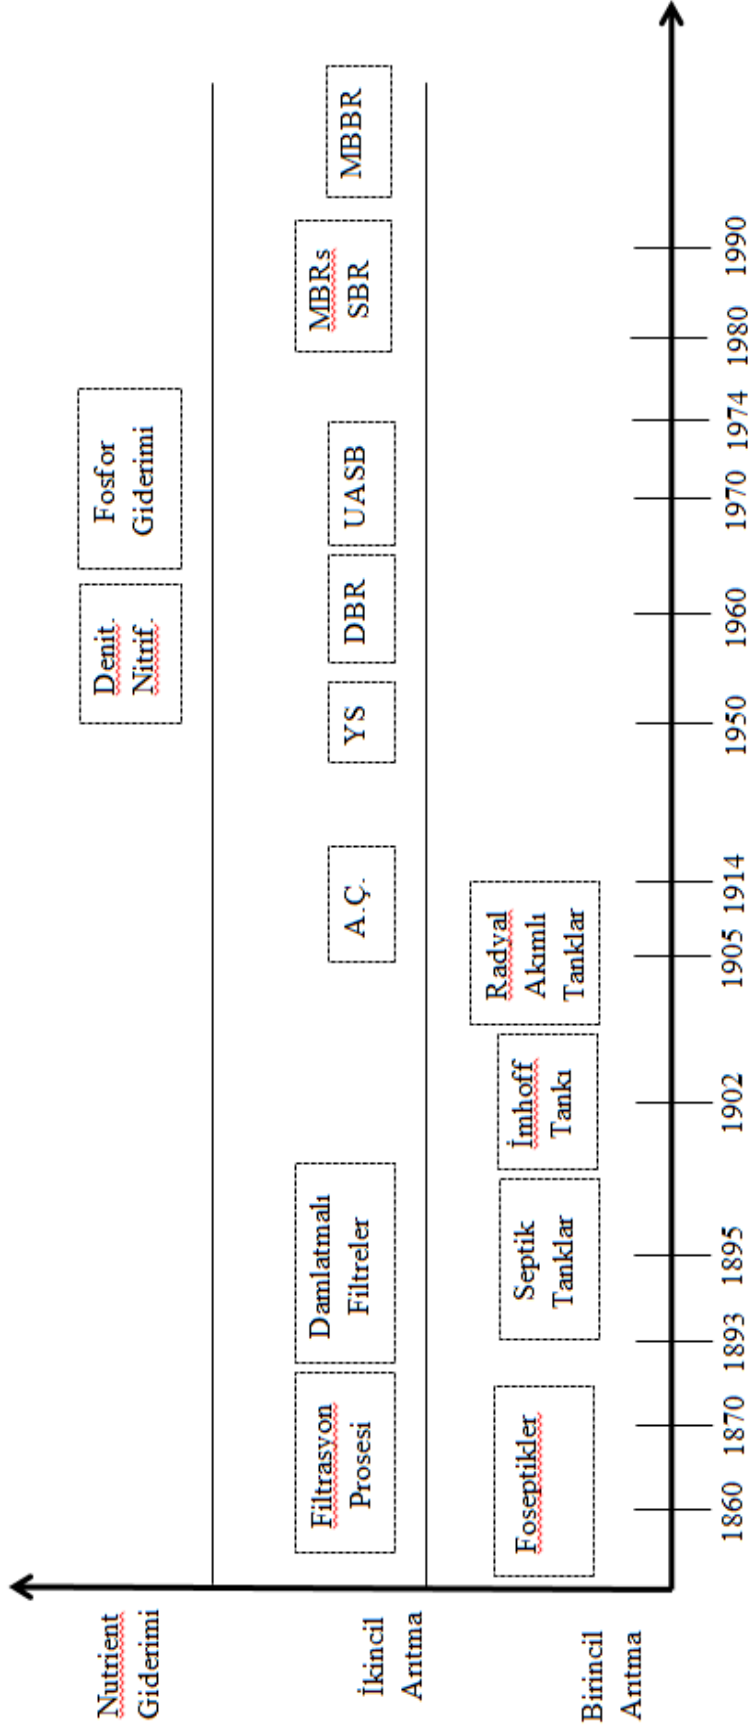 Nutrient
Giderimi
Denit.
Nitrif.
Fosfor
Giderimi
İkincil
Arıtma
Filtrasyon
Prosesi
Damlatmalı
Filtreler
A.Ç.
YS
DBR
UASB
MBRs
SBR
MBBR
Birincil
Arıtma
Foseptikler
Septik
Tanklar
İmhoff
Tankı
Radyal
Akımlı
Tanklar
1860
1870
1893
1895
1902
1905
1914
1950
1960
1970
1974
1980
1990